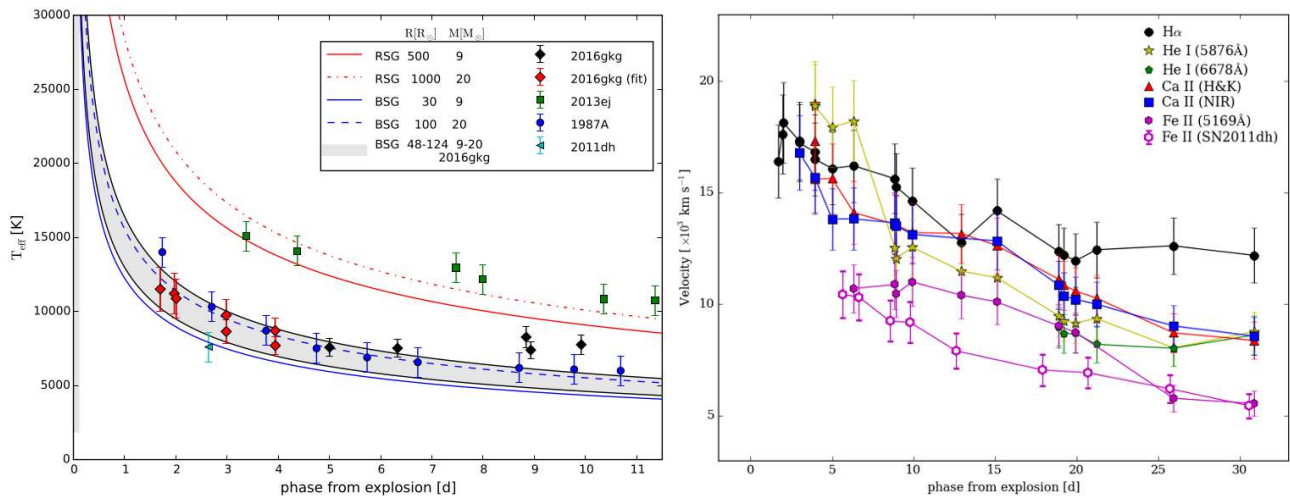 30000
25000
20000
15000
10000
5000
0
T_eff [K]
0 1 2 3 4 5 6 7 8 9 10 11
phase from explosion [d]
R[R⊙] M[M⊙]
RSG 500 9
RSG 1000 20
BSG 30 9
BSG 100 20
BSG 48-124 9-20
2016gkg
2016gkg
2016gkg (fit)
2013ej
1987A
2011dh
20
15
10
5
Velocity [ ×10³ km s⁻¹]
0 5 10 15 20 25 30
phase from explosion [d]
Hα
He I (5876Å)
He I (6678Å)
Ca II (H&K)
Ca II (NIR)
Fe II (5169Å)
Fe II (SN2011dh)